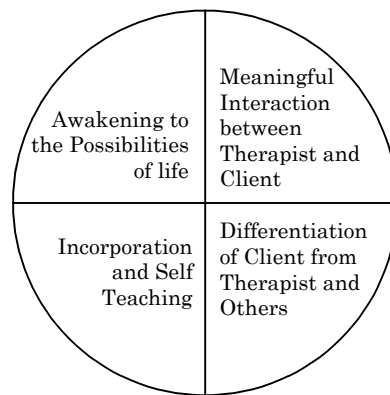 Awakening to
the Possibilities
of life
Meaningful
Interaction
between
Therapist and
Client
Incorporation
and Self
Teaching
Differentiation
of Client from
Therapist and
Others